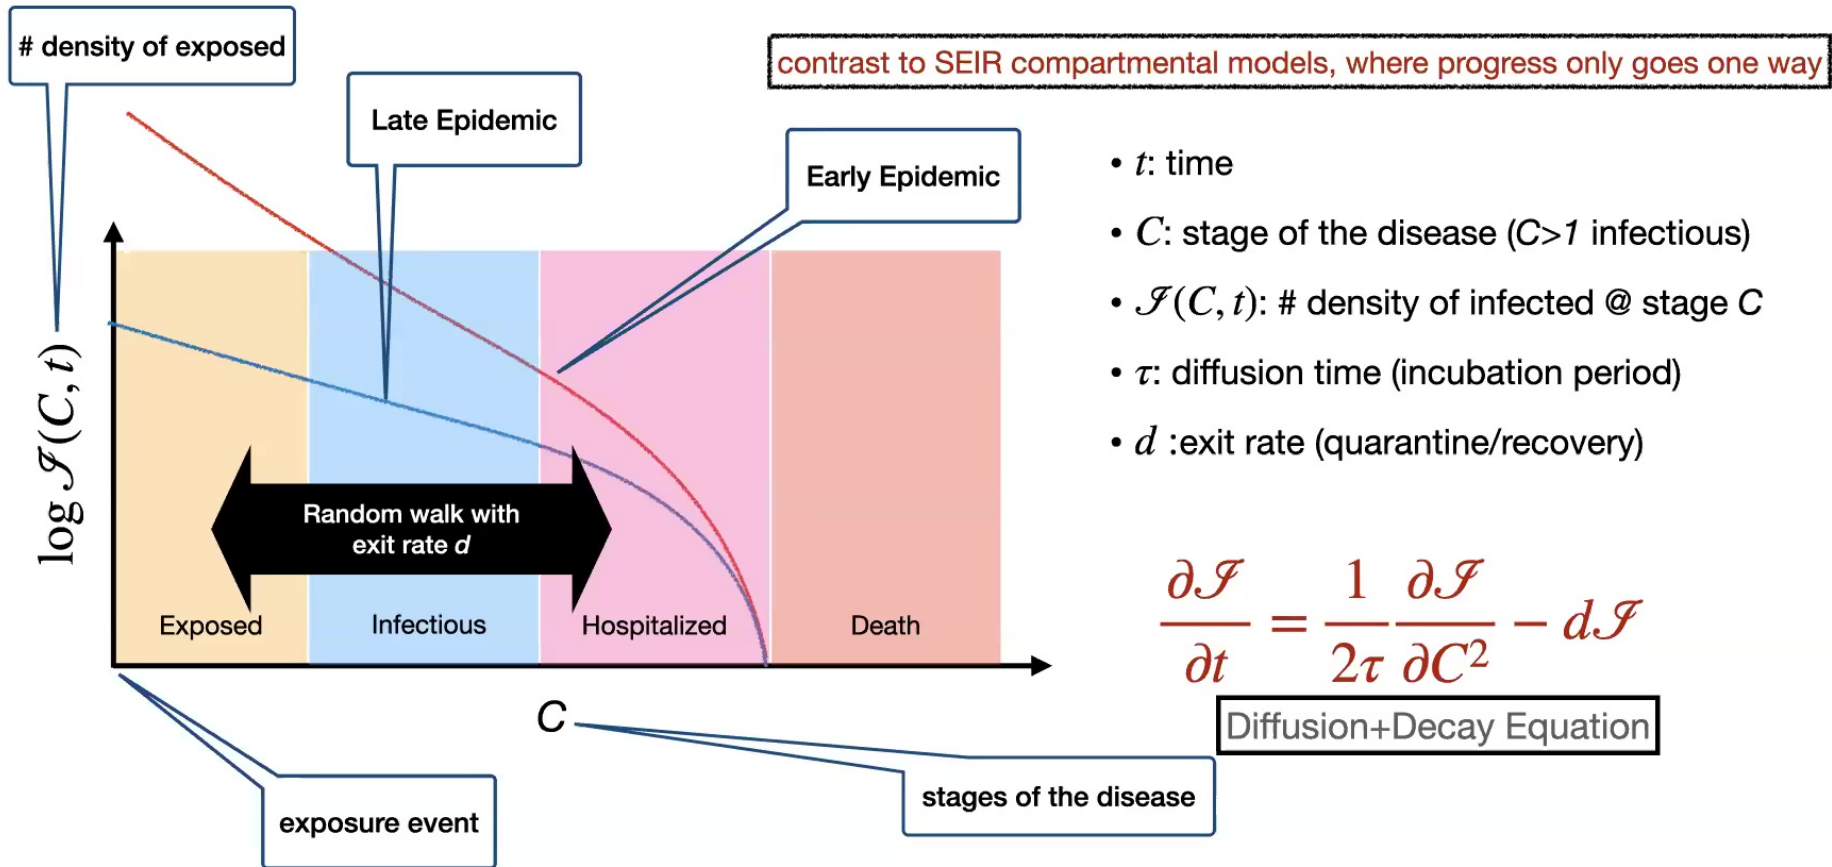 # density of exposed
contrast to SEIR compartmental models, where progress only goes one way
Late Epidemic
Early Epidemic
• t: time
• C: stage of the disease (C>1 infectious)
• ℐ(C, t): # density of infected @ stage C
• τ: diffusion time (incubation period)
• d :exit rate (quarantine/recovery)
log ℐ(C, t)
Random walk with
exit rate d
Exposed
Infectious
Hospitalized
Death
∂ℐ/∂t = 1/2τ ∂ℐ/∂C² − dℐ
Diffusion+Decay Equation
C
stages of the disease
exposure event